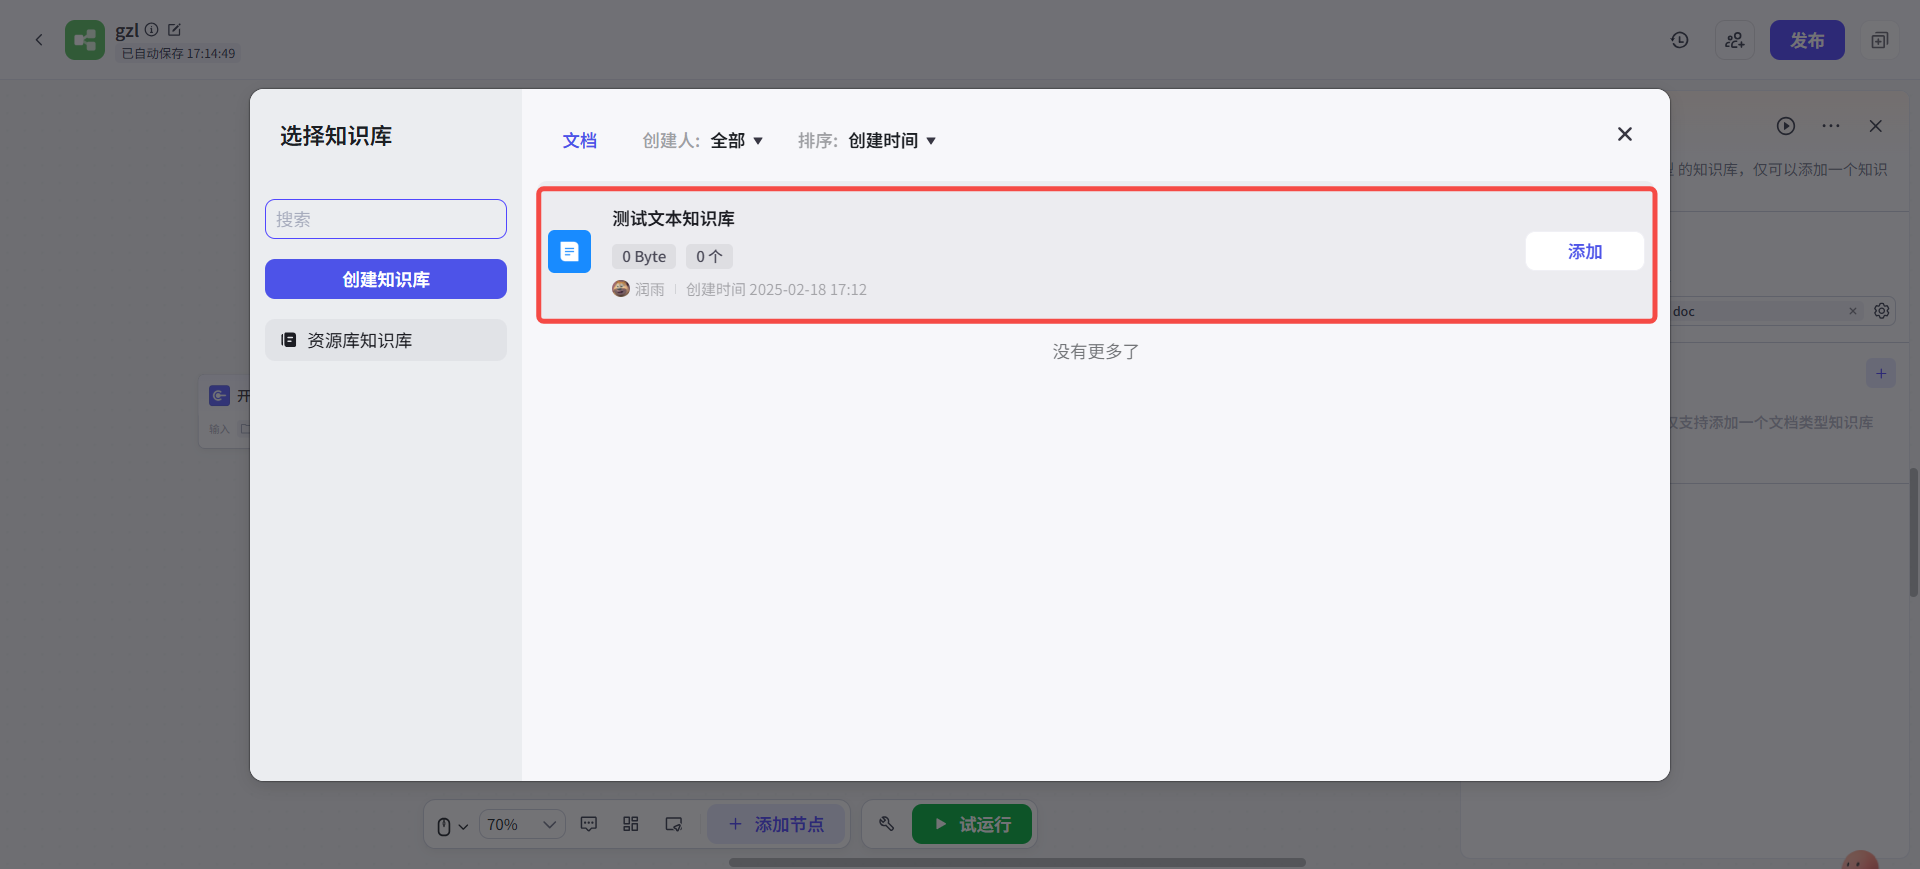 gzl
已自动保存 17:14:49
发布
选择知识库
搜索
创建知识库
资源库知识库
文档
创建人: 全部
排序: 创建时间
测试文本知识库
0 Byte
0 个
润雨
创建时间 2025-02-18 17:12
添加
没有更多了
的知识库，仅可以添加一个知识
doc
支持添加一个文档类型知识库
开
输入
70%
添加节点
试运行